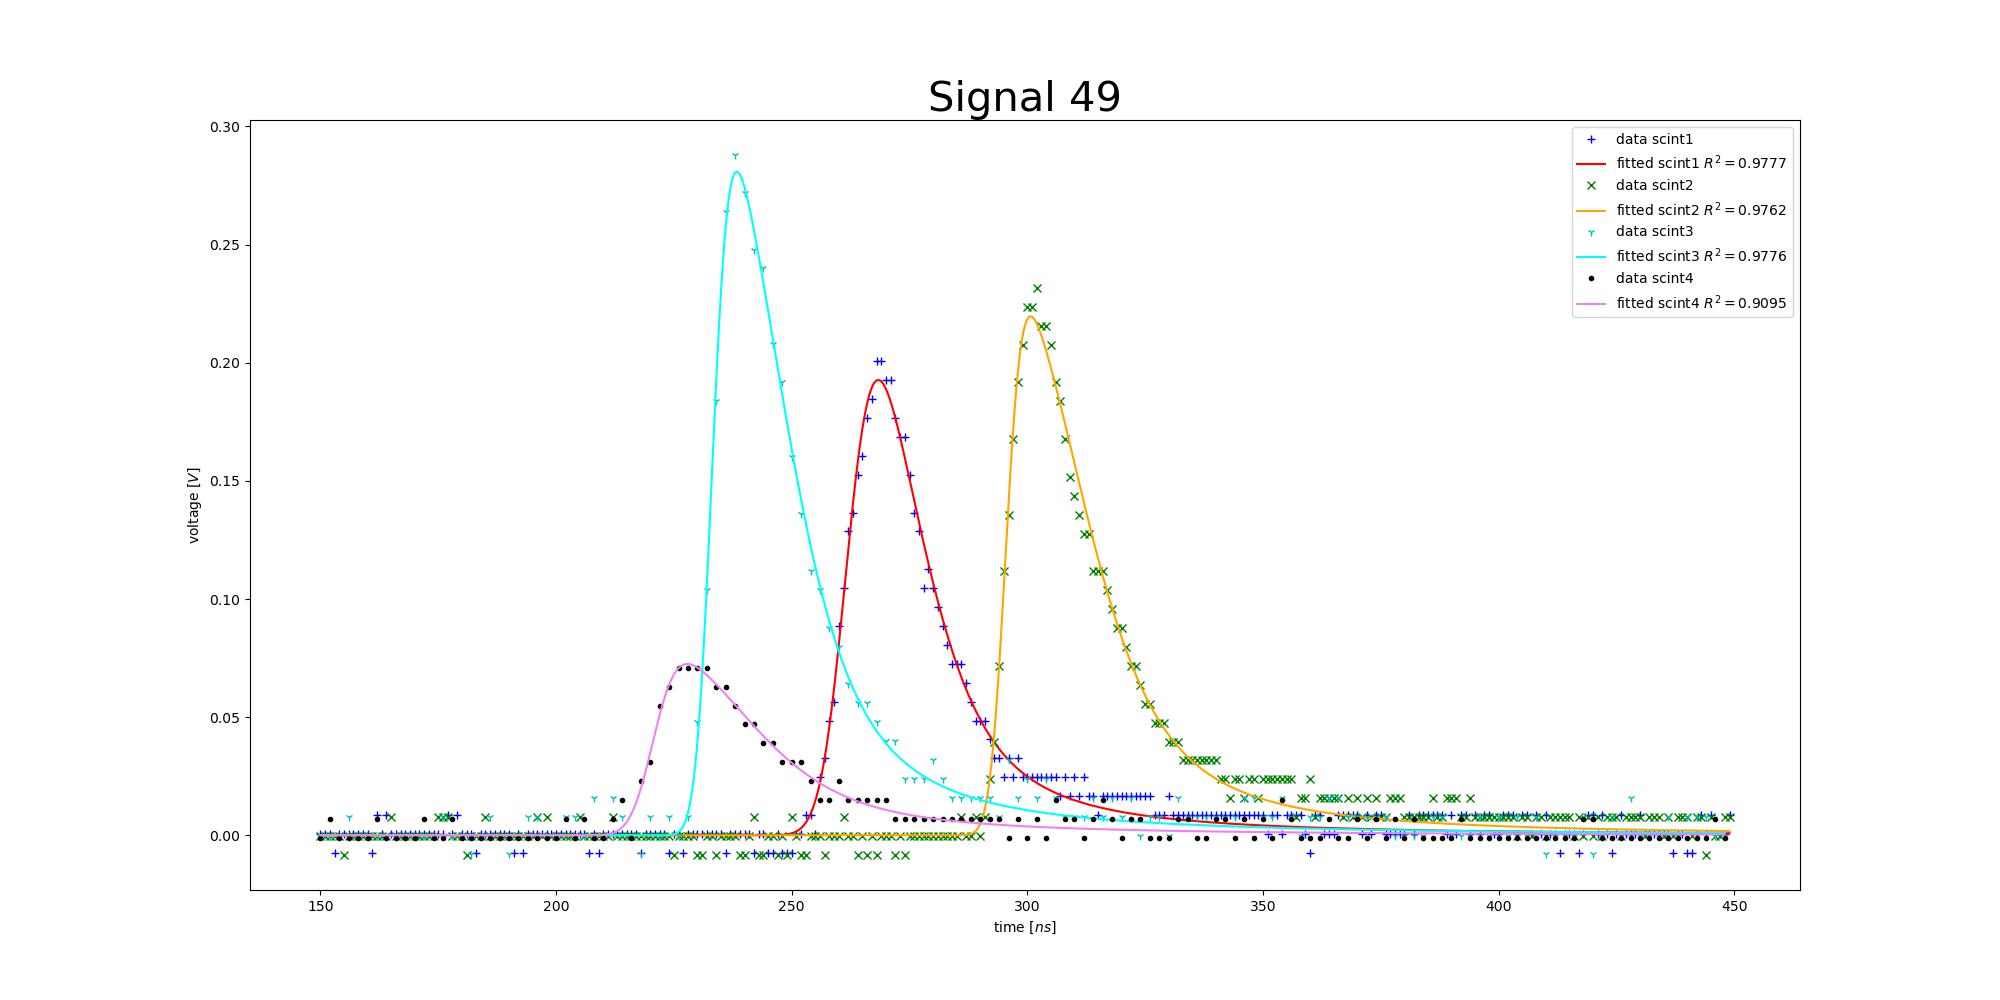 Signal 49
0.30
0.25
0.20
0.15
0.10
0.05
0.00
voltage [V]
150
200
250
300
350
400
450
time [ns]
data scint1
fitted scint1 R² = 0.9777
data scint2
fitted scint2 R² = 0.9762
data scint3
fitted scint3 R² = 0.9776
data scint4
fitted scint4 R² = 0.9095